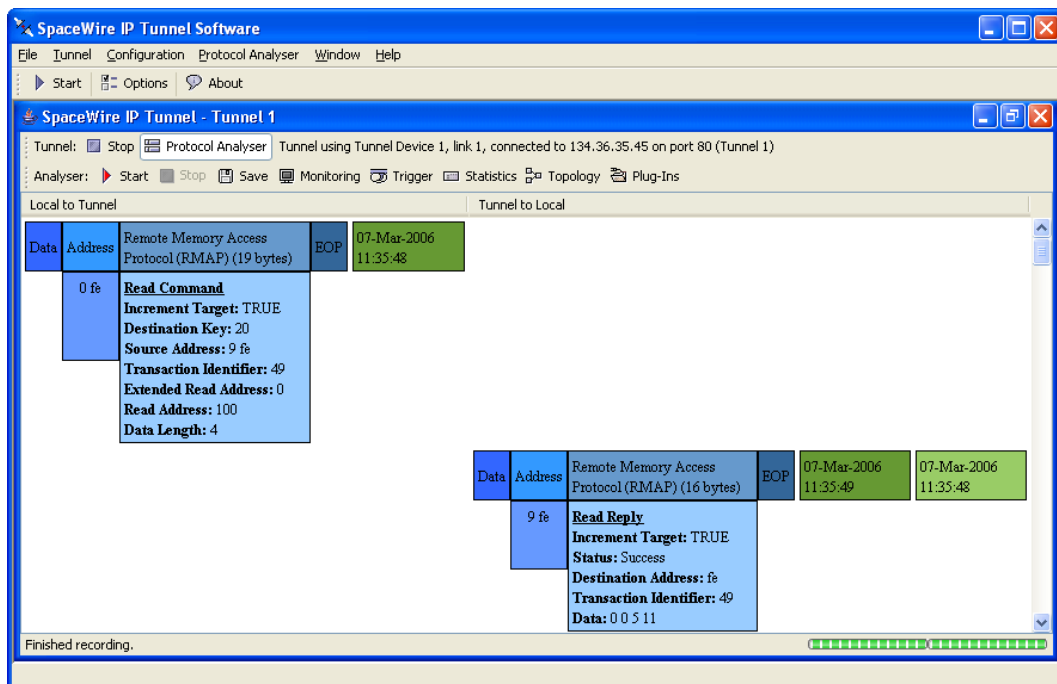 SpaceWire IP Tunnel Software
File Tunnel Configuration Protocol Analyser Window Help
Start Options About
SpaceWire IP Tunnel - Tunnel 1
Tunnel: Stop Protocol Analyser Tunnel using Tunnel Device 1, link 1, connected to 134.36.35.45 on port 80 (Tunnel 1)
Analyser: Start Stop Save Monitoring Trigger Statistics Topology Plug-Ins
Local to Tunnel Tunnel to Local
Data Address Remote Memory Access
Protocol (RMAP) (19 bytes) EOP 07-Mar-2006
11:35:48
0 fe
Read Command
Increment Target: TRUE
Destination Key: 20
Source Address: 9 fe
Transaction Identifier: 49
Extended Read Address: 0
Read Address: 100
Data Length: 4
Data Address Remote Memory Access
Protocol (RMAP) (16 bytes) EOP 07-Mar-2006
11:35:49
07-Mar-2006
11:35:48
9 fe
Read Reply
Increment Target: TRUE
Status: Success
Destination Address: fe
Transaction Identifier: 49
Data: 0 0 5 11
Finished recording.